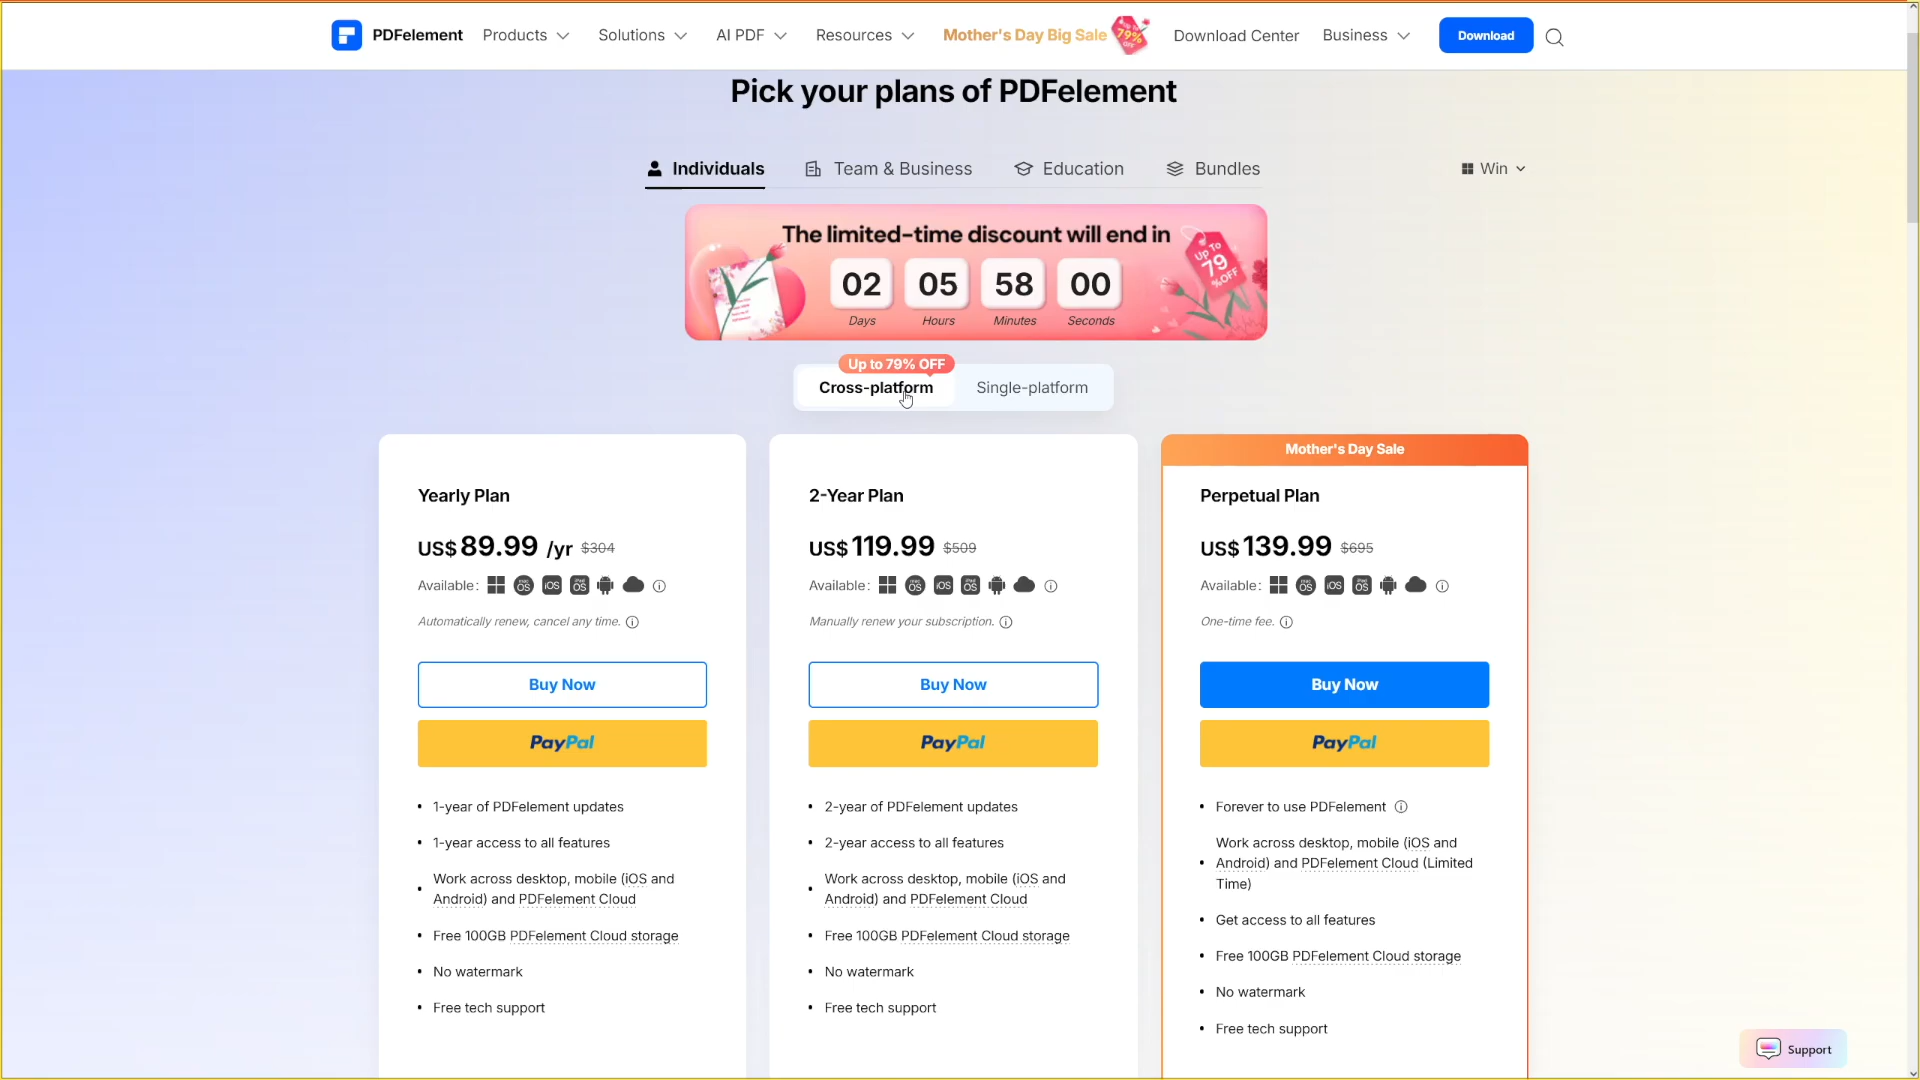 PDFelement Products Solutions AI PDF Resources Mother's Day Big Sale Up To 79% OFF Download Center Business Download
Pick your plans of PDFelement
Individuals Team & Business Education Bundles Win
The limited-time discount will end in
Up To 79 %OFF
02 05 58 00
Days Hours Minutes Seconds
Up to 79% OFF
Cross-platform Single-platform
Yearly Plan
US$ 89.99 /yr $304
Available:
Automatically renew, cancel any time.
Buy Now
PayPal
• 1-year of PDFelement updates
• 1-year access to all features
• Work across desktop, mobile (iOS and
Android) and PDFelement Cloud
• Free 100GB PDFelement Cloud storage
• No watermark
• Free tech support
2-Year Plan
US$ 119.99 $509
Available:
Manually renew your subscription.
Buy Now
PayPal
• 2-year of PDFelement updates
• 2-year access to all features
• Work across desktop, mobile (iOS and
Android) and PDFelement Cloud
• Free 100GB PDFelement Cloud storage
• No watermark
• Free tech support
Mother's Day Sale
Perpetual Plan
US$ 139.99 $695
Available:
One-time fee.
Buy Now
PayPal
• Forever to use PDFelement
• Work across desktop, mobile (iOS and
Android) and PDFelement Cloud (Limited
Time)
• Get access to all features
• Free 100GB PDFelement Cloud storage
• No watermark
• Free tech support
Support